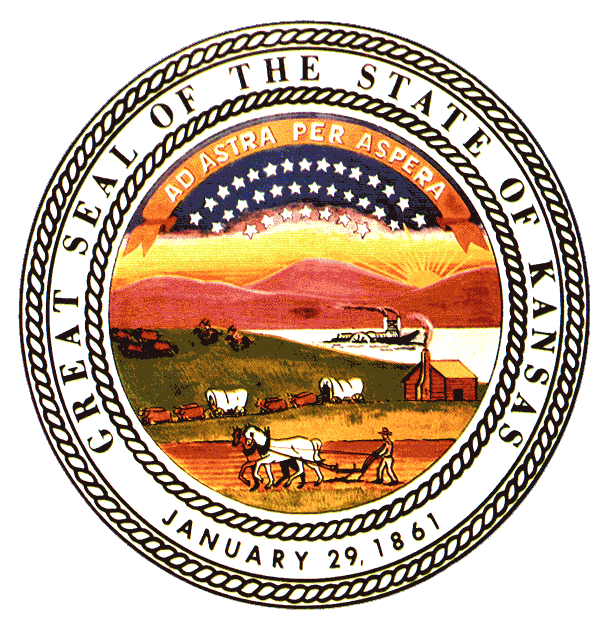 GREAT SEAL OF THE STATE OF KANSAS
AD ASTRA PER ASPERA
JANUARY 29, 1861